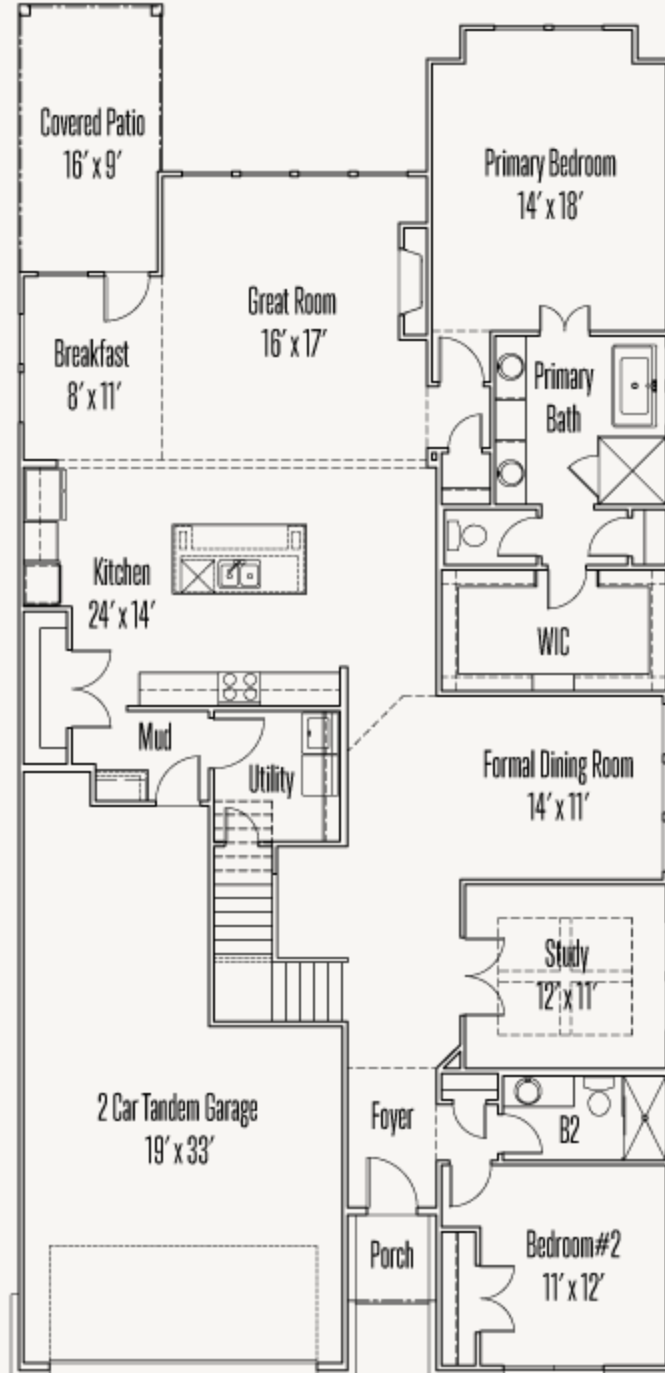 Covered Patio
16' x 9'
Primary Bedroom
14' x 18'
Great Room
16' x 17'
Breakfast
8' x 11'
Primary
Bath
Kitchen
24' x 14'
WIC
Mud
Utility
Formal Dining Room
14' x 11'
Study
12' x 11'
2 Car Tandem Garage
19' x 33'
Foyer
B2
Porch
Bedroom#2
11' x 12'